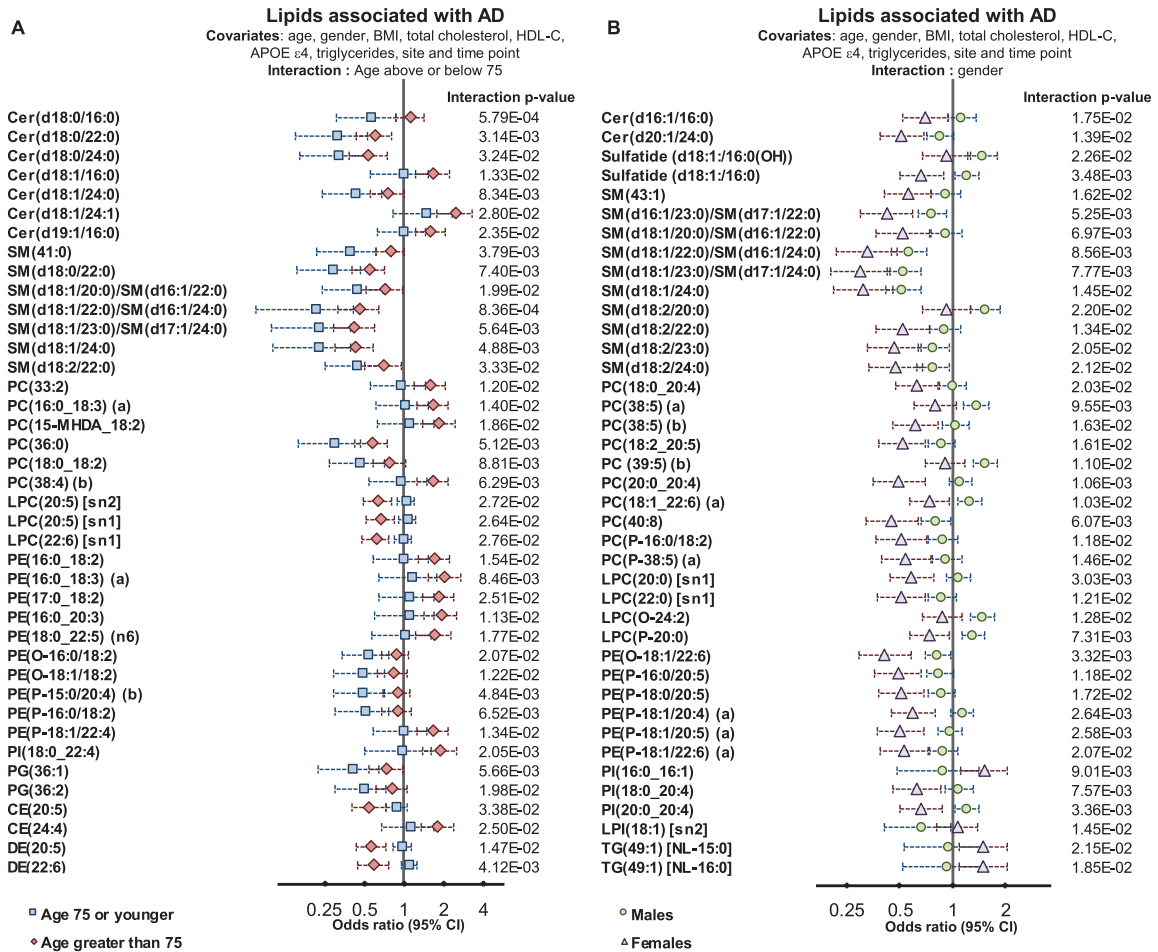 A
Lipids associated with AD
Covariates: age, gender, BMI, total cholesterol, HDL-C,
APOE ε4, triglycerides, site and time point
Interaction : Age above or below 75
Interaction p-value
Cer(d18:0/16:0) 5.79E-04
Cer(d18:0/22:0) 3.14E-03
Cer(d18:0/24:0) 3.24E-02
Cer(d18:1/16:0) 1.33E-02
Cer(d18:1/24:0) 8.34E-03
Cer(d18:1/24:1) 2.80E-02
Cer(d19:1/16:0) 2.35E-02
SM(41:0) 3.79E-03
SM(d18:0/22:0) 7.40E-03
SM(d18:1/20:0)/SM(d16:1/22:0) 1.99E-02
SM(d18:1/22:0)/SM(d16:1/24:0) 8.36E-04
SM(d18:1/23:0)/SM(d17:1/24:0) 5.64E-03
SM(d18:1/24:0) 4.88E-03
SM(d18:2/22:0) 3.33E-02
PC(33:2) 1.20E-02
PC(16:0_18:3) (a) 1.40E-02
PC(15-MHDA_18:2) 1.86E-02
PC(36:0) 5.12E-03
PC(18:0_18:2) 8.81E-03
PC(38:4) (b) 6.29E-03
LPC(20:5) [sn2] 2.72E-02
LPC(20:5) [sn1] 2.64E-02
LPC(22:6) [sn1] 2.76E-02
PE(16:0_18:2) 1.54E-02
PE(16:0_18:3) (a) 8.46E-03
PE(17:0_18:2) 2.51E-02
PE(16:0_20:3) 1.13E-02
PE(18:0_22:5) (n6) 1.77E-02
PE(O-16:0/18:2) 2.07E-02
PE(O-18:1/18:2) 1.22E-02
PE(P-15:0/20:4) (b) 4.84E-03
PE(P-16:0/18:2) 6.52E-03
PE(P-18:1/22:4) 1.34E-02
PI(18:0_22:4) 2.05E-03
PG(36:1) 5.66E-03
PG(36:2) 1.98E-02
CE(20:5) 3.38E-02
CE(24:4) 2.50E-02
DE(20:5) 1.47E-02
DE(22:6) 4.12E-03
0.25 0.5 1 2 4
Odds ratio (95% CI)
Age 75 or younger
Age greater than 75
B
Lipids associated with AD
Covariates: age, gender, BMI, total cholesterol, HDL-C,
APOE ε4, triglycerides, site and time point
Interaction : gender
Interaction p-value
Cer(d16:1/16:0) 1.75E-02
Cer(d20:1/24:0) 1.39E-02
Sulfatide (d18:1:/16:0(OH)) 2.26E-02
Sulfatide (d18:1:/16:0) 3.48E-03
SM(43:1) 1.62E-02
SM(d16:1/23:0)/SM(d17:1/22:0) 5.25E-03
SM(d18:1/20:0)/SM(d16:1/22:0) 6.97E-03
SM(d18:1/22:0)/SM(d16:1/24:0) 8.56E-03
SM(d18:1/23:0)/SM(d17:1/24:0) 7.77E-03
SM(d18:1/24:0) 1.45E-02
SM(d18:2/20:0) 2.20E-02
SM(d18:2/22:0) 1.34E-02
SM(d18:2/23:0) 2.05E-02
SM(d18:2/24:0) 2.12E-02
PC(18:0_20:4) 2.03E-02
PC(38:5) (a) 9.55E-03
PC(38:5) (b) 1.63E-02
PC(18:2_20:5) 1.61E-02
PC (39:5) (b) 1.10E-02
PC(20:0_20:4) 1.06E-03
PC(18:1_22:6) (a) 1.03E-02
PC(40:8) 6.07E-03
PC(P-16:0/18:2) 1.18E-02
PC(P-38:5) (a) 1.46E-02
LPC(20:0) [sn1] 3.03E-03
LPC(22:0) [sn1] 1.21E-02
LPC(O-24:2) 1.28E-02
LPC(P-20:0) 7.31E-03
PE(O-18:1/22:6) 3.32E-03
PE(P-16:0/20:5) 1.18E-02
PE(P-18:0/20:5) 1.72E-02
PE(P-18:1/20:4) (a) 2.64E-03
PE(P-18:1/20:5) (a) 2.58E-03
PE(P-18:1/22:6) (a) 2.07E-02
PI(16:0_16:1) 9.01E-03
PI(18:0_20:4) 7.57E-03
PI(20:0_20:4) 3.36E-03
LPI(18:1) [sn2] 1.45E-02
TG(49:1) [NL-15:0] 2.15E-02
TG(49:1) [NL-16:0] 1.85E-02
0.25 0.5 1 2
Odds ratio (95% CI)
Males
Females